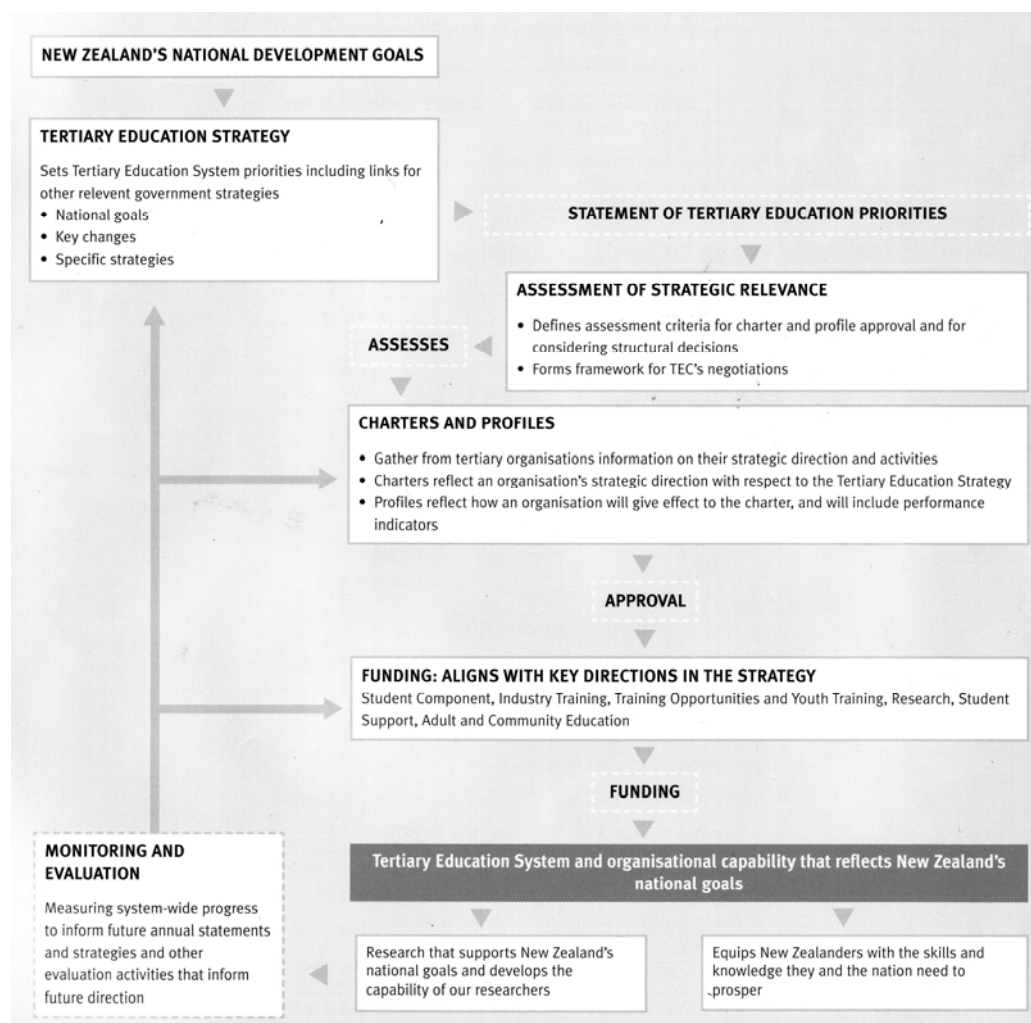 NEW ZEALAND'S NATIONAL DEVELOPMENT GOALS
TERTIARY EDUCATION STRATEGY
Sets Tertiary Education System priorities including links for
other relevent government strategies
• National goals
• Key changes
• Specific strategies
STATEMENT OF TERTIARY EDUCATION PRIORITIES
ASSESSMENT OF STRATEGIC RELEVANCE
• Defines assessment criteria for charter and profile approval and for
considering structural decisions
• Forms framework for TEC's negotiations
ASSESSES
CHARTERS AND PROFILES
• Gather from tertiary organisations information on their strategic direction and activities
• Charters reflect an organisation's strategic direction with respect to the Tertiary Education Strategy
• Profiles reflect how an organisation will give effect to the charter, and will include performance
indicators
APPROVAL
FUNDING: ALIGNS WITH KEY DIRECTIONS IN THE STRATEGY
Student Component, Industry Training, Training Opportunities and Youth Training, Research, Student
Support, Adult and Community Education
FUNDING
Tertiary Education System and organisational capability that reflects New Zealand's
national goals
Research that supports New Zealand's
national goals and develops the
capability of our researchers
Equips New Zealanders with the skills and
knowledge they and the nation need to
prosper
MONITORING AND
EVALUATION
Measuring system-wide progress
to inform future annual statements
and strategies and other
evaluation activities that inform
future direction